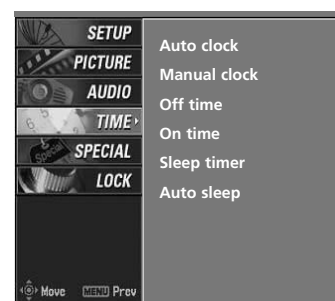 SETUP
PICTURE
AUDIO
TIME
SPECIAL
LOCK
Move MENU Prev
Auto clock
Manual clock
Off time
On time
Sleep timer
Auto sleep